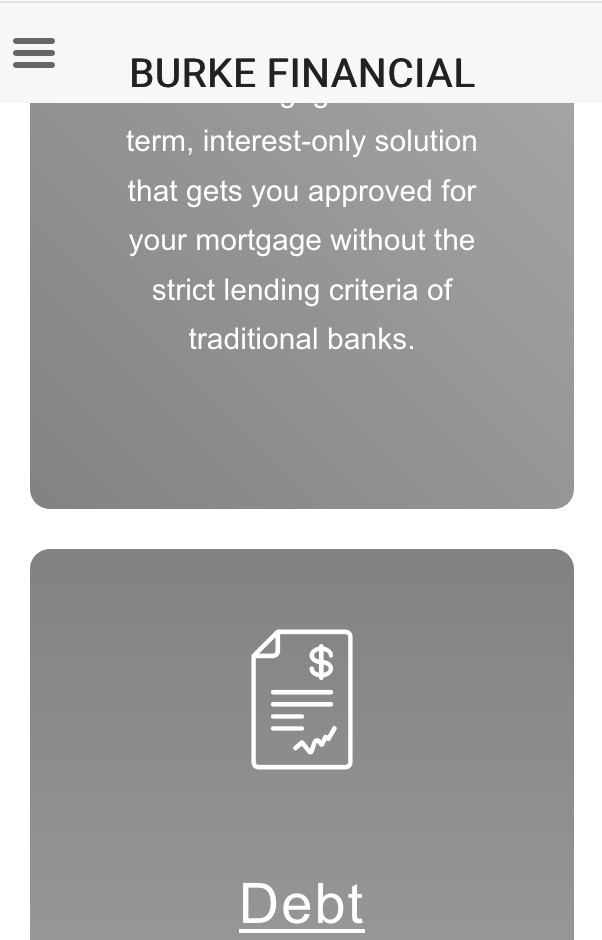 BURKE FINANCIAL
term, interest-only solution
that gets you approved for
your mortgage without the
strict lending criteria of
traditional banks.
$
Debt